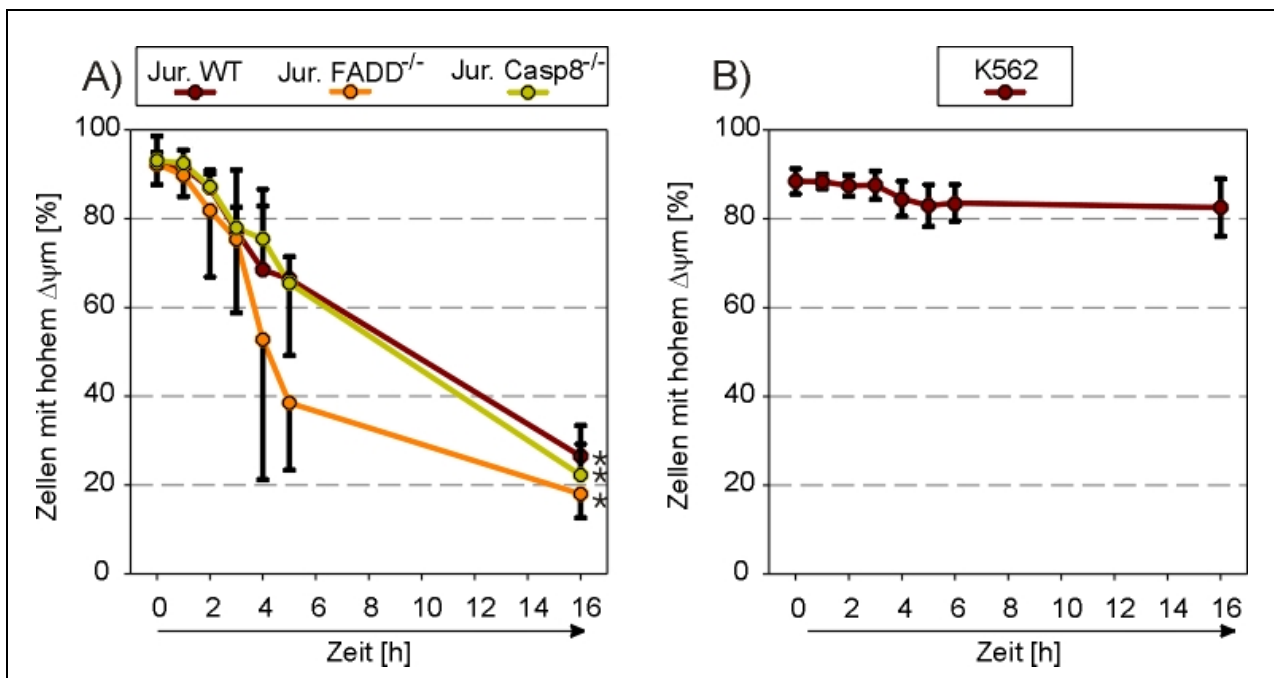 A)
Jur. WT Jur. FADD-/- Jur. Casp8-/-
Zellen mit hohem Δψm [%]
100
80
60
40
20
0
0 2 4 6 8 10 12 14 16
Zeit [h]
*
*
*
B)
K562
Zellen mit hohem Δψm [%]
100
80
60
40
20
0
0 2 4 6 8 10 12 14 16
Zeit [h]